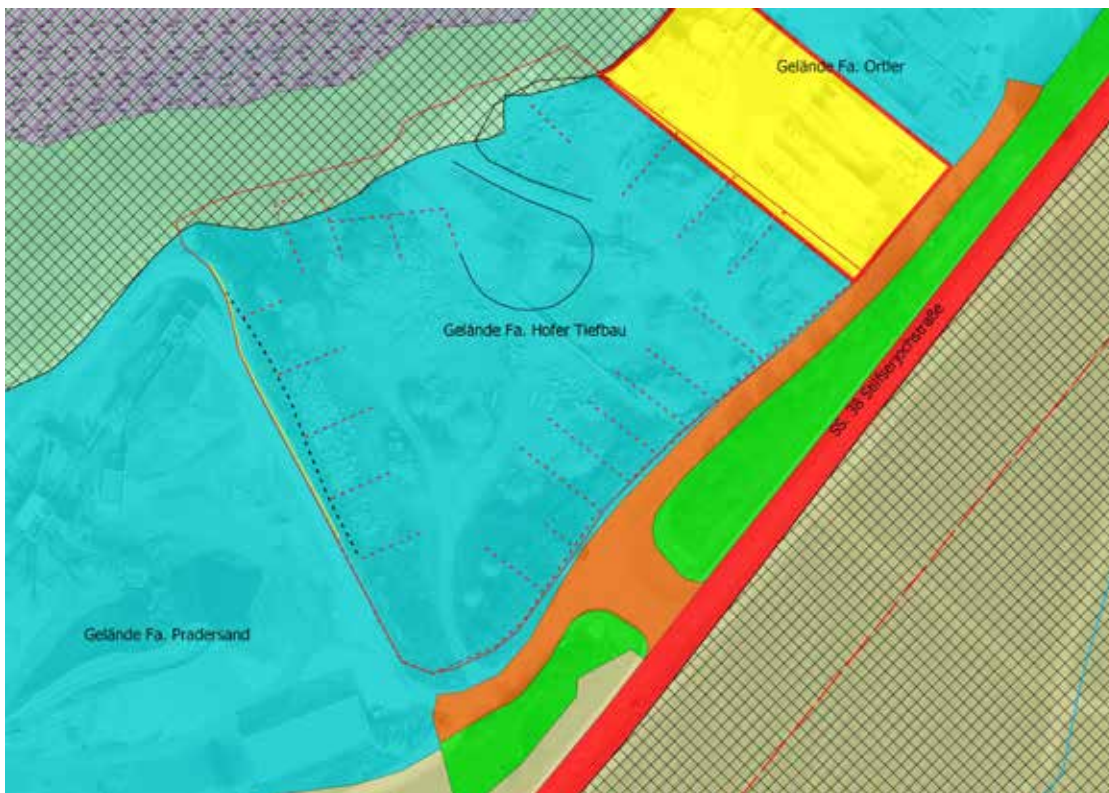 Gelände Fa. Ortler
Gelände Fa. Hofer Tiefbau
SS. 38 Stilfserjochstraße
Gelände Fa. Pradersand